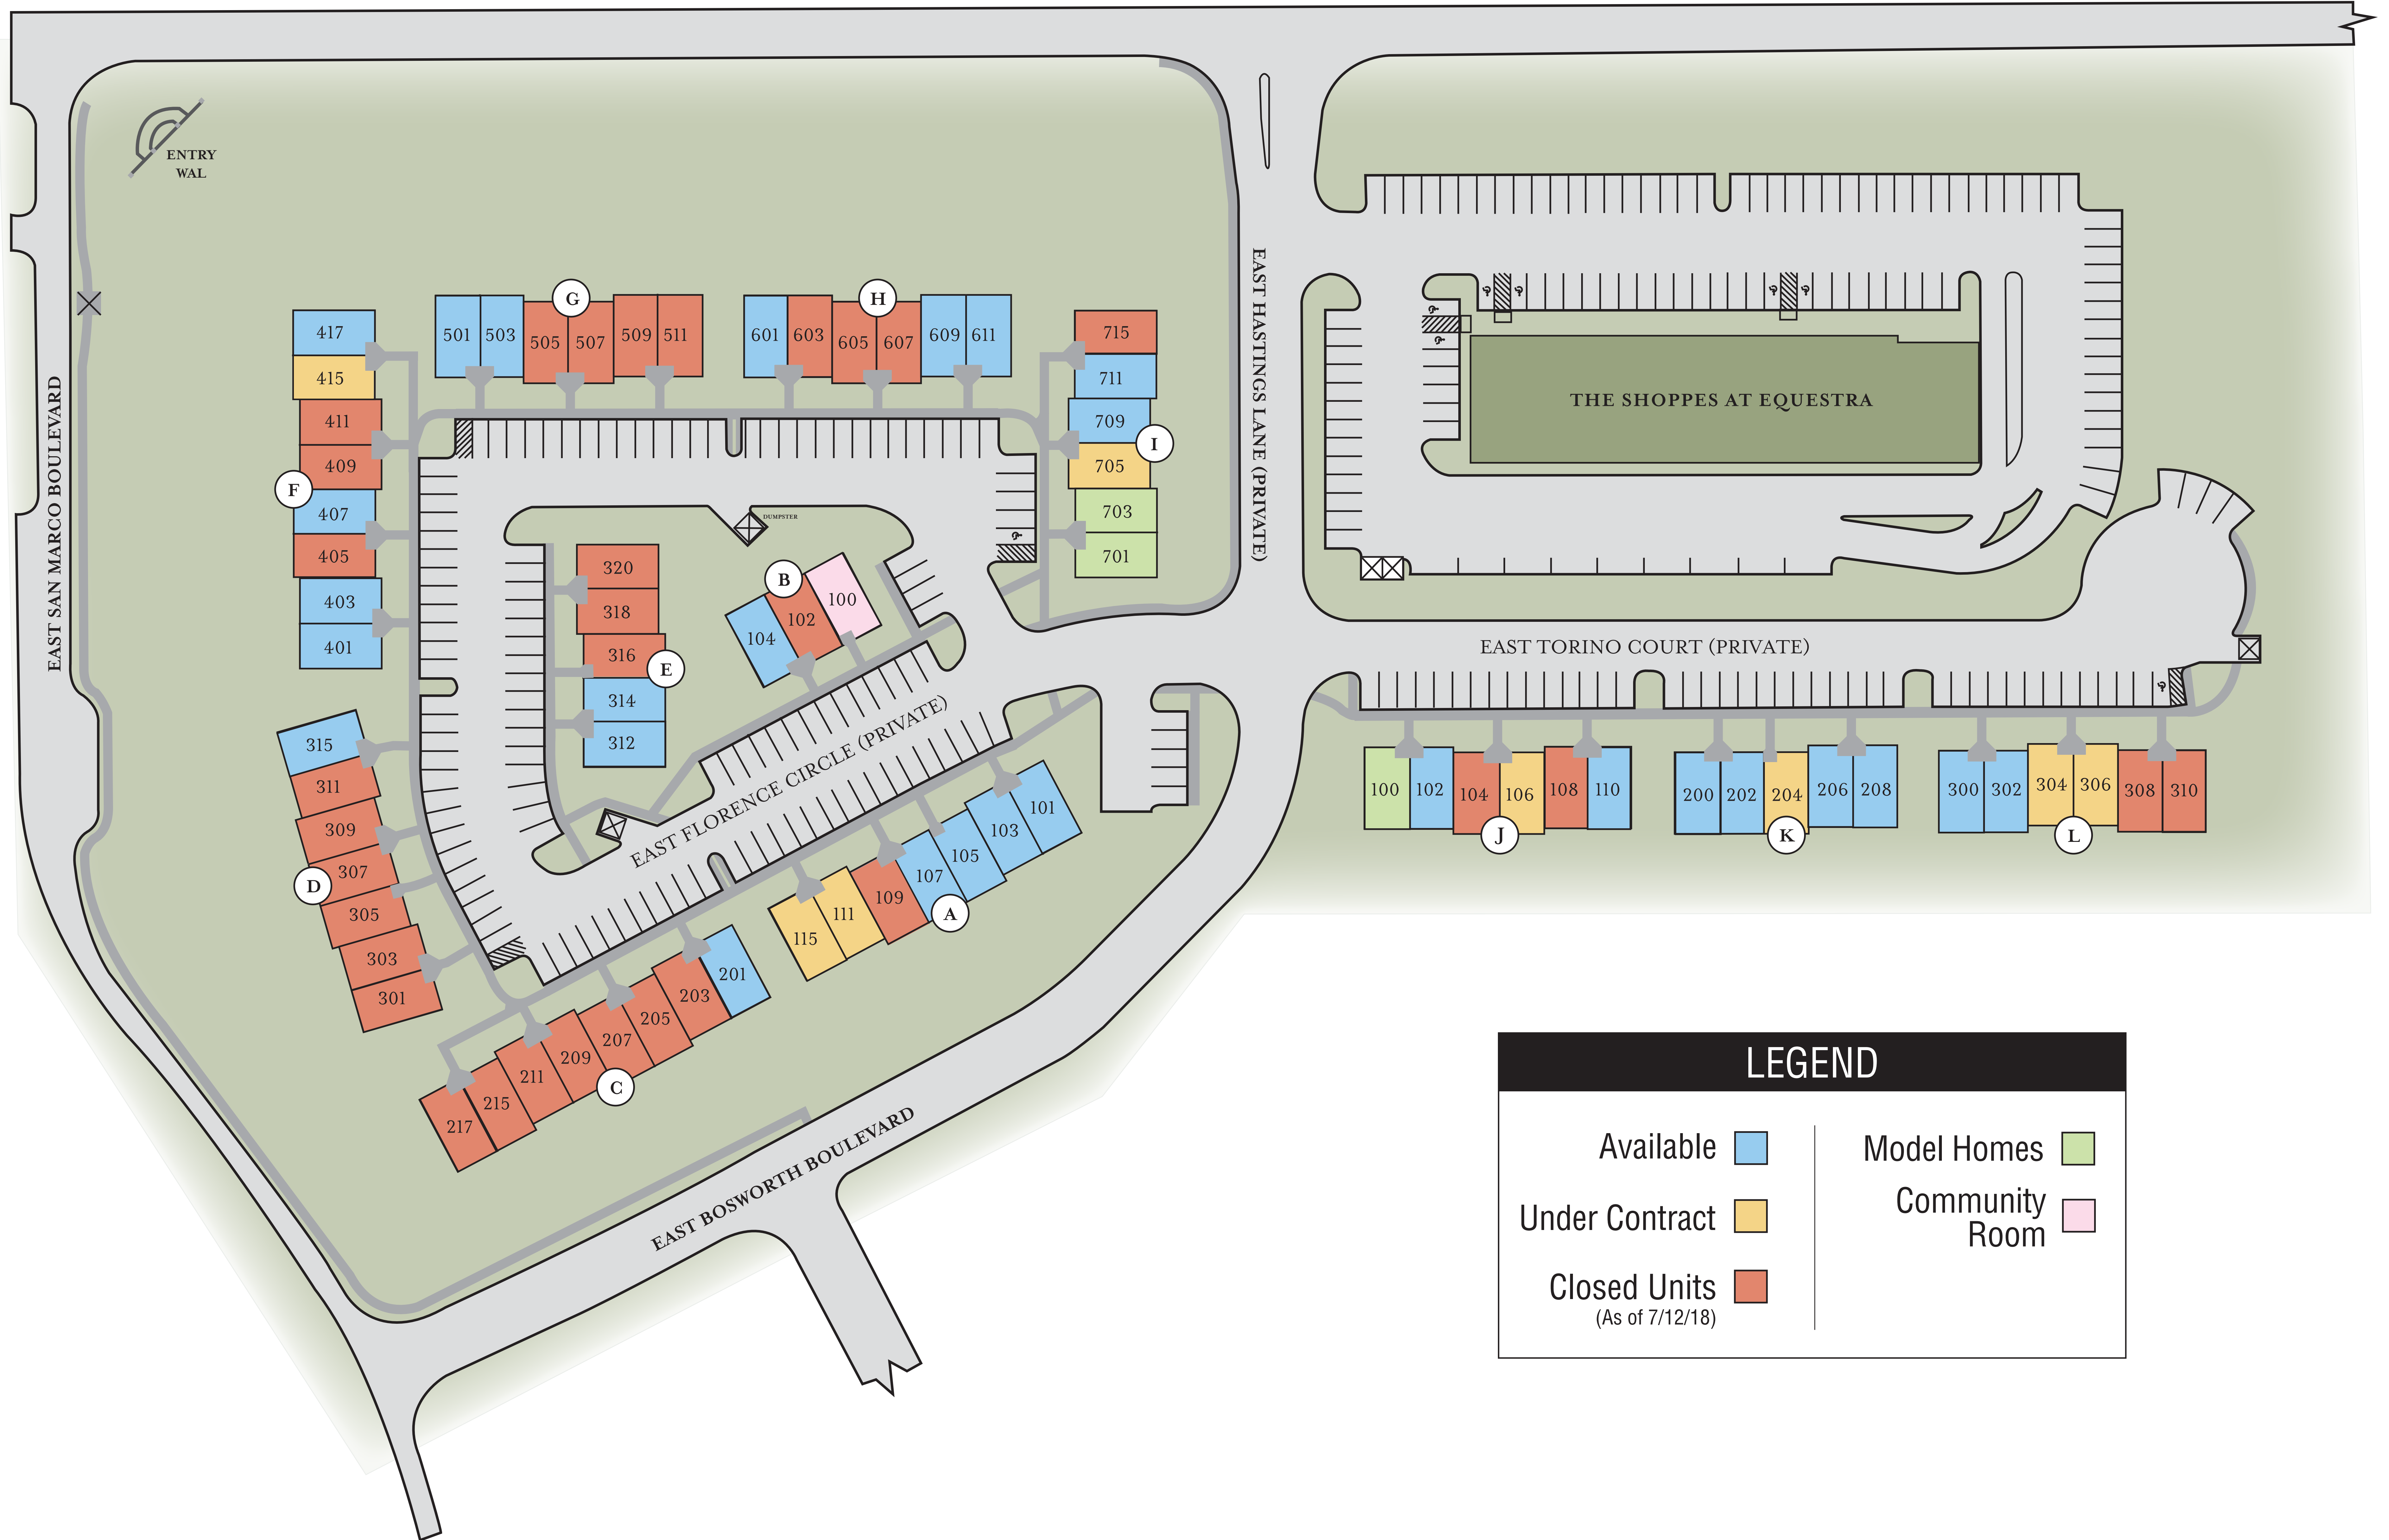 ENTRY
WAL
EAST SAN MARCO BOULEVARD
EAST HASTINGS LANE (PRIVATE)
THE SHOPPES AT EQUESTRA
EAST TORINO COURT (PRIVATE)
EAST FLORENCE CIRCLE (PRIVATE)
EAST BOSWORTH BOULEVARD
DUMPSTER
G
501 503 505 507 509 511
H
601 603 605 607 609 611
417
415
411
409
F
407
405
403
401
715
711
709
I
705
703
701
320
318
316
E
314
312
B
104 102 100
315
311
309
307
D
305
303
301
101
103
105
107
109
111
115
A
201
203
205
207
209
211
215
217
C
100 102 104 106 108 110
J
200 202 204 206 208
K
300 302 304 306 308 310
L
LEGEND
Available
Under Contract
Closed Units
(As of 7/12/18)
Model Homes
Community
Room